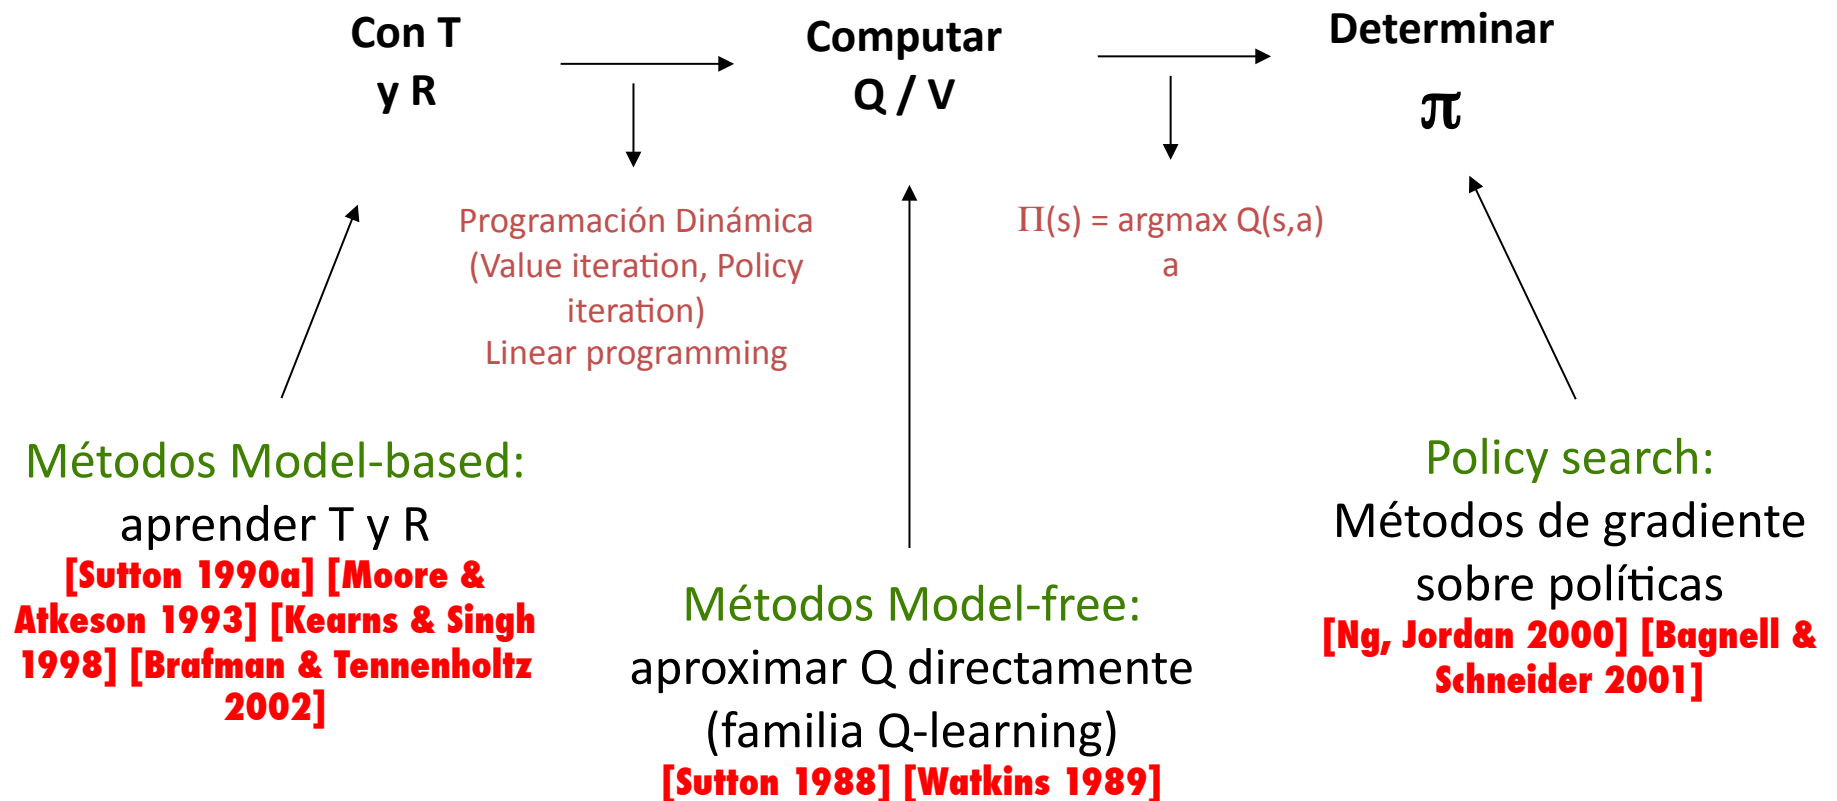 Con T
y R
Computar
Q / V
Determinar
π
Programación Dinámica
(Value iteration, Policy
iteration)
Linear programming
Π(s) = argmax Q(s,a)
a
Métodos Model-based:
aprender T y R
[Sutton 1990a] [Moore &
Atkeson 1993] [Kearns & Singh
1998] [Brafman & Tennenholtz
2002]
Métodos Model-free:
aproximar Q directamente
(familia Q-learning)
[Sutton 1988] [Watkins 1989]
Policy search:
Métodos de gradiente
sobre políticas
[Ng, Jordan 2000] [Bagnell &
Schneider 2001]